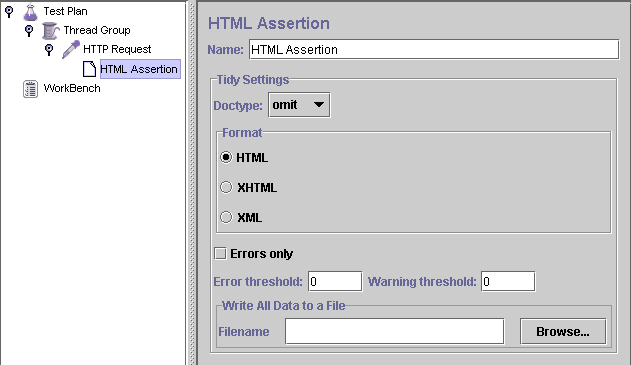 Test Plan
Thread Group
HTTP Request
HTML Assertion
WorkBench
HTML Assertion
Name: HTML Assertion
Tidy Settings
Doctype: omit
Format
HTML
XHTML
XML
Errors only
Error threshold: 0 Warning threshold: 0
Write All Data to a File
Filename Browse...